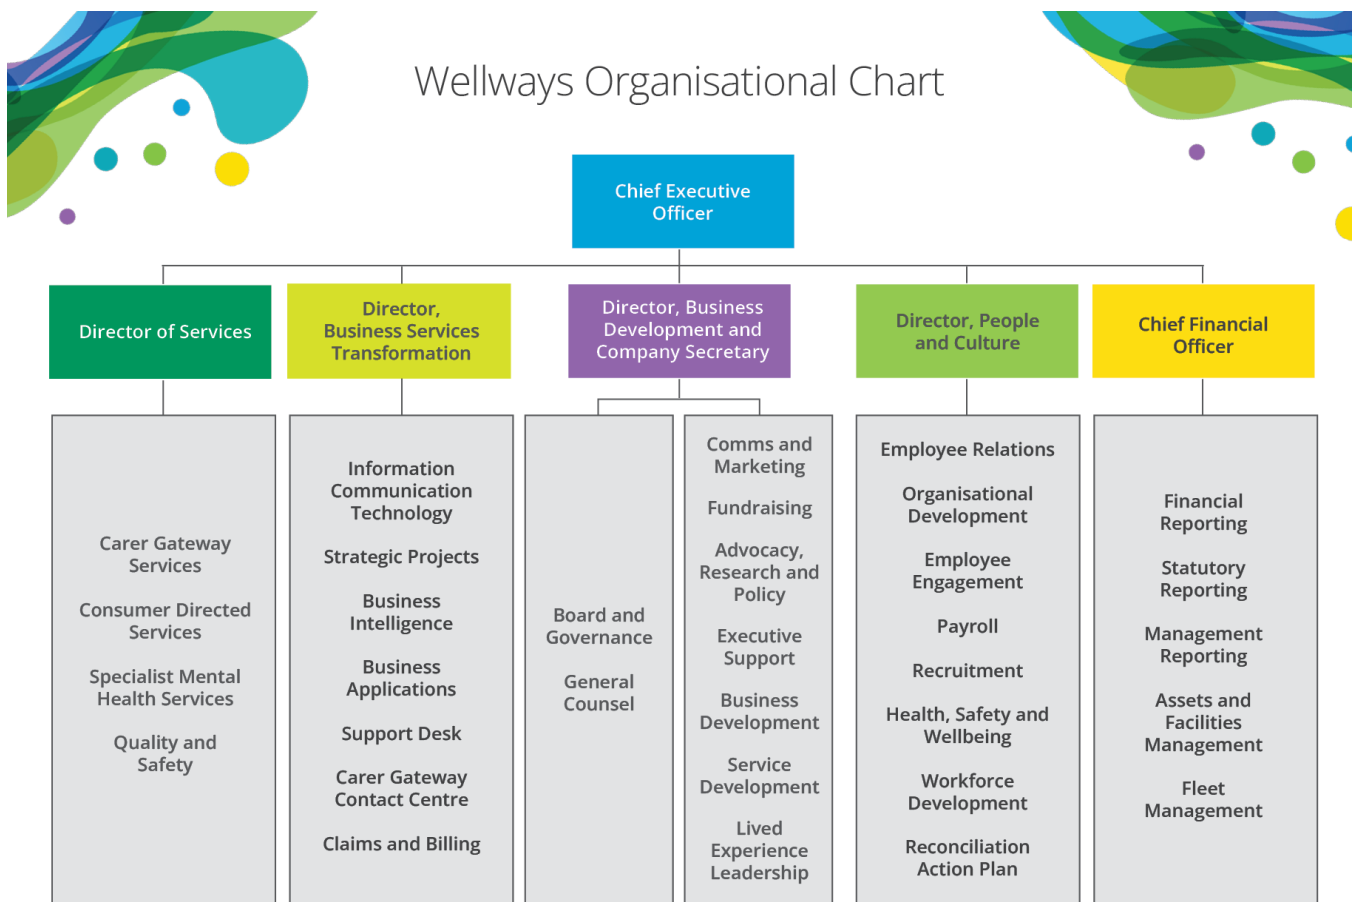 Wellways Organisational Chart
Chief Executive
Officer
Director of Services
Director,
Business Services
Transformation
Director, Business
Development and
Company Secretary
Director, People
and Culture
Chief Financial
Officer
Carer Gateway
Services
Consumer Directed
Services
Specialist Mental
Health Services
Quality and
Safety
Information
Communication
Technology
Strategic Projects
Business
Intelligence
Business
Applications
Support Desk
Carer Gateway
Contact Centre
Claims and Billing
Board and
Governance
General
Counsel
Comms and
Marketing
Fundraising
Advocacy,
Research and
Policy
Executive
Support
Business
Development
Service
Development
Lived
Experience
Leadership
Employee Relations
Organisational
Development
Employee
Engagement
Payroll
Recruitment
Health, Safety and
Wellbeing
Workforce
Development
Reconciliation
Action Plan
Financial
Reporting
Statutory
Reporting
Management
Reporting
Assets and
Facilities
Management
Fleet
Management